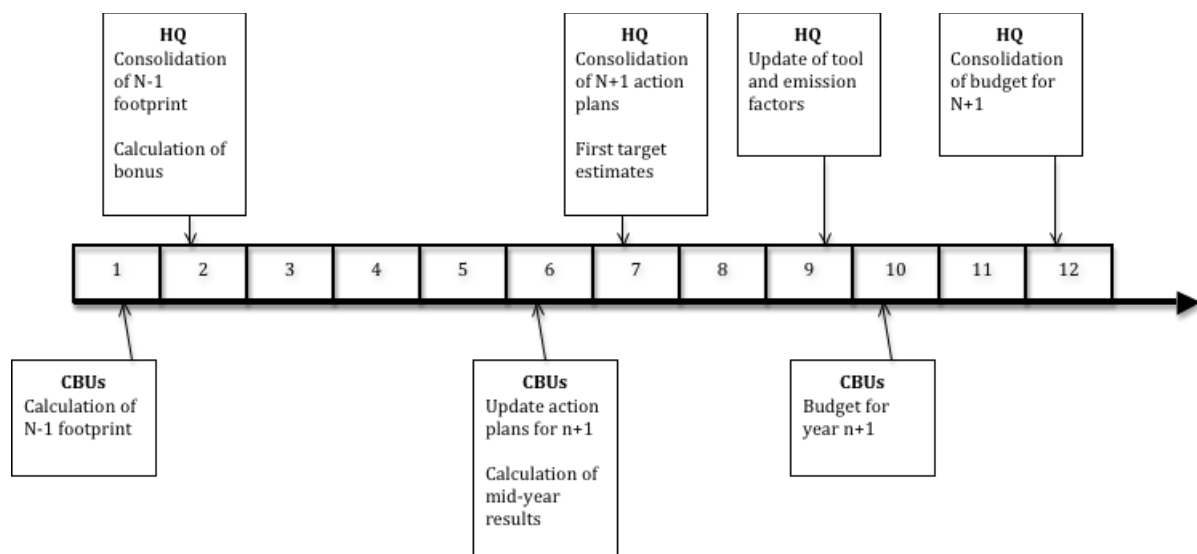 HQ
Consolidation
of N-1
footprint
Calculation of
bonus
HQ
Consolidation
of N+1 action
plans
First target
estimates
HQ
Update of tool
and emission
factors
HQ
Consolidation
of budget for
N+1
1 2 3 4 5 6 7 8 9 10 11 12
CBUs
Calculation of
N-1 footprint
CBUs
Update action
plans for n+1
Calculation of
mid-year
results
CBUs
Budget for
year n+1